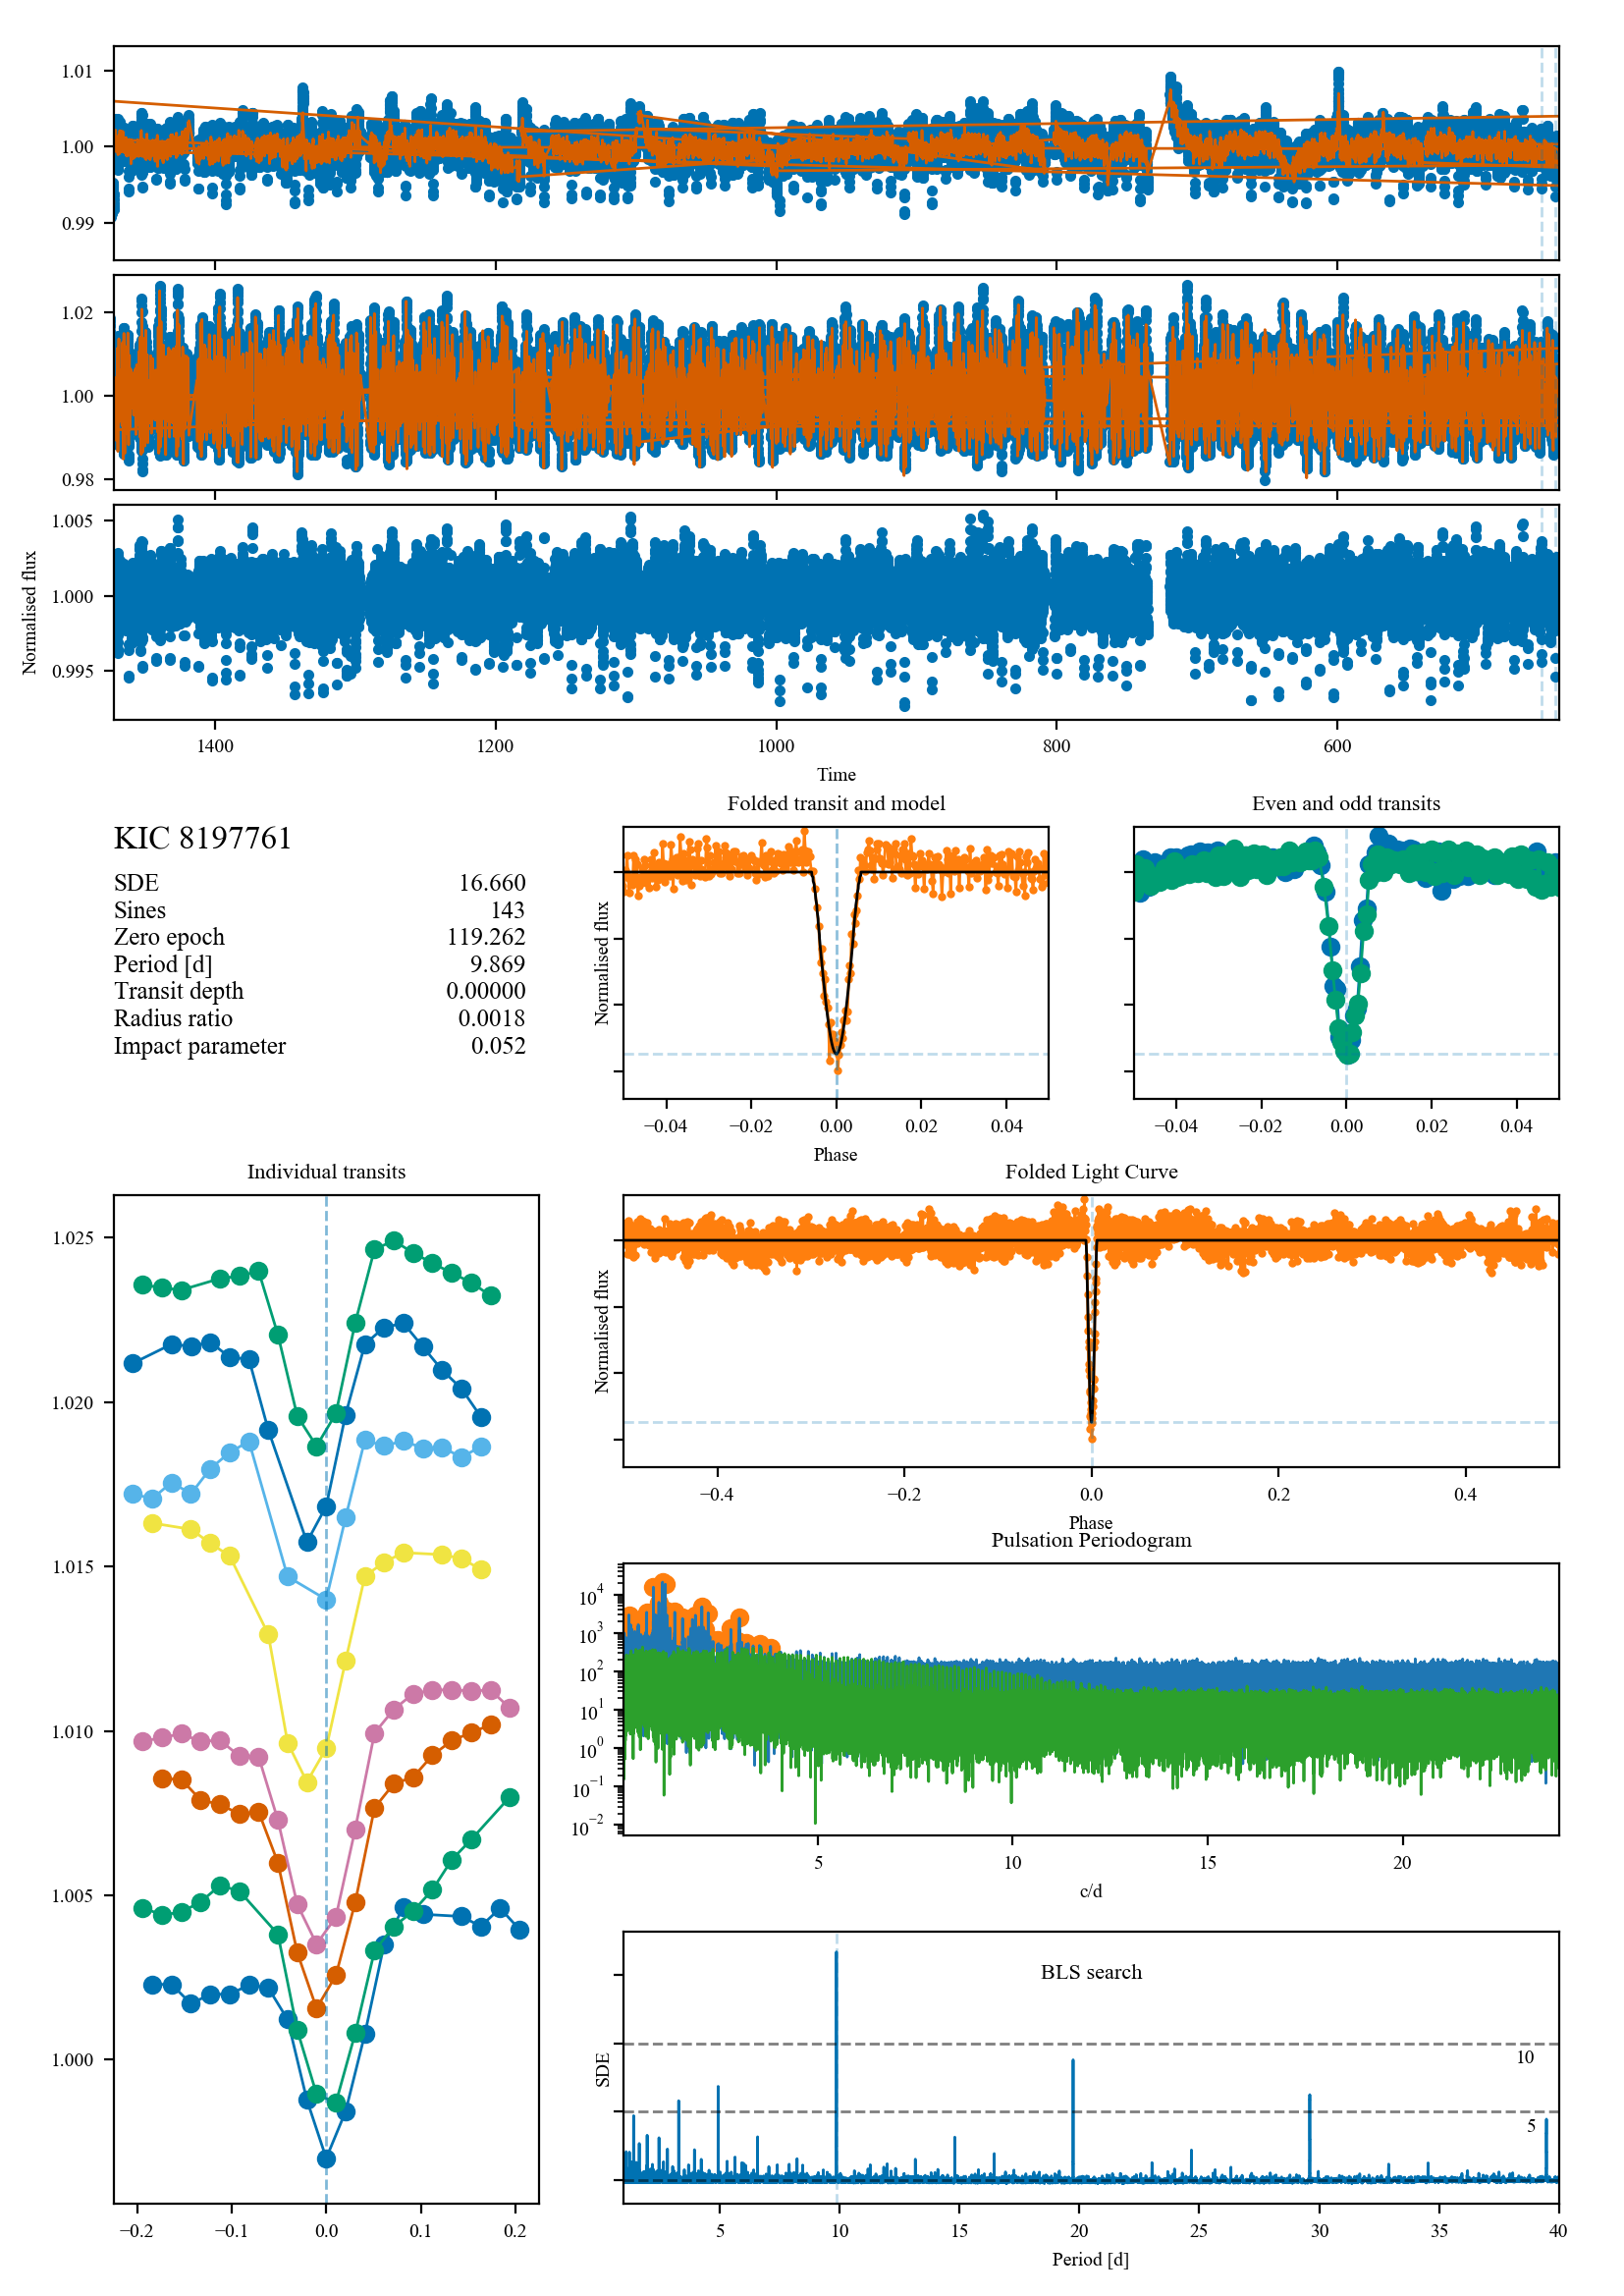 1.01
1.00
0.99
1.02
1.00
0.98
1.005
1.000
0.995
Normalised flux
1400 1200 1000 800 600
Time
KIC 8197761
SDE 16.660
Sines 143
Zero epoch 119.262
Period [d] 9.869
Transit depth 0.00000
Radius ratio 0.0018
Impact parameter 0.052
Folded transit and model
Normalised flux
−0.04 −0.02 0.00 0.02 0.04
Phase
Even and odd transits
−0.04 −0.02 0.00 0.02 0.04
Individual transits
1.025
1.020
1.015
1.010
1.005
1.000
−0.2 −0.1 0.0 0.1 0.2
Folded Light Curve
Normalised flux
−0.4 −0.2 0.0 0.2 0.4
Phase
Pulsation Periodogram
10^4
10^3
10^2
10^1
10^0
10^−1
10^−2
5 10 15 20
c/d
BLS search
SDE
10
5
5 10 15 20 25 30 35 40
Period [d]